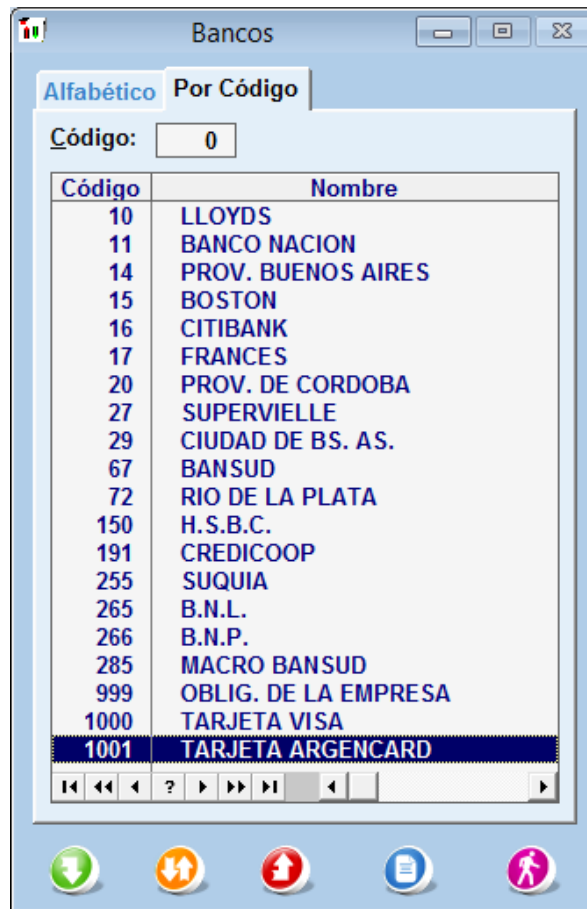 Bancos
Alfabético Por Código
Código: 0
Código Nombre
10 LLOYDS
11 BANCO NACION
14 PROV. BUENOS AIRES
15 BOSTON
16 CITIBANK
17 FRANCES
20 PROV. DE CORDOBA
27 SUPERVIELLE
29 CIUDAD DE BS. AS.
67 BANSUD
72 RIO DE LA PLATA
150 H.S.B.C.
191 CREDICOOP
255 SUQUIA
265 B.N.L.
266 B.N.P.
285 MACRO BANSUD
999 OBLIG. DE LA EMPRESA
1000 TARJETA VISA
1001 TARJETA ARGENCARD
?